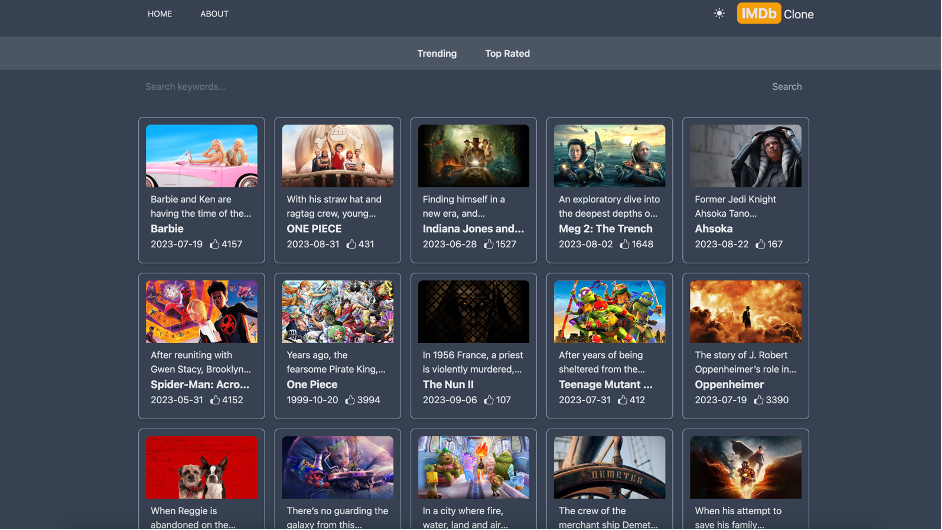 HOME ABOUT IMDb Clone
Trending Top Rated
Search keywords... Search
Barbie and Ken are
having the time of the...
Barbie
2023-07-19 4157
With his straw hat and
ragtag crew, young...
ONE PIECE
2023-08-31 431
Finding himself in a
new era, and...
Indiana Jones and...
2023-06-28 1527
An exploratory dive into
the deepest depths o...
Meg 2: The Trench
2023-08-02 1648
Former Jedi Knight
Ahsoka Tano...
Ahsoka
2023-08-22 167
After reuniting with
Gwen Stacy, Brooklyn...
Spider-Man: Acro...
2023-05-31 4152
Years ago, the
fearsome Pirate King,...
One Piece
1999-10-20 3994
In 1956 France, a priest
is violently murdered,...
The Nun II
2023-09-06 107
After years of being
sheltered from the...
Teenage Mutant ...
2023-07-31 412
The story of J. Robert
Oppenheimer's role in...
Oppenheimer
2023-07-19 3390
When Reggie is
abandoned on the...
There's no guarding the
galaxy from this...
In a city where fire,
water, land and air...
DEMETER
The crew of the
merchant ship Demet...
When his attempt to
save his family...